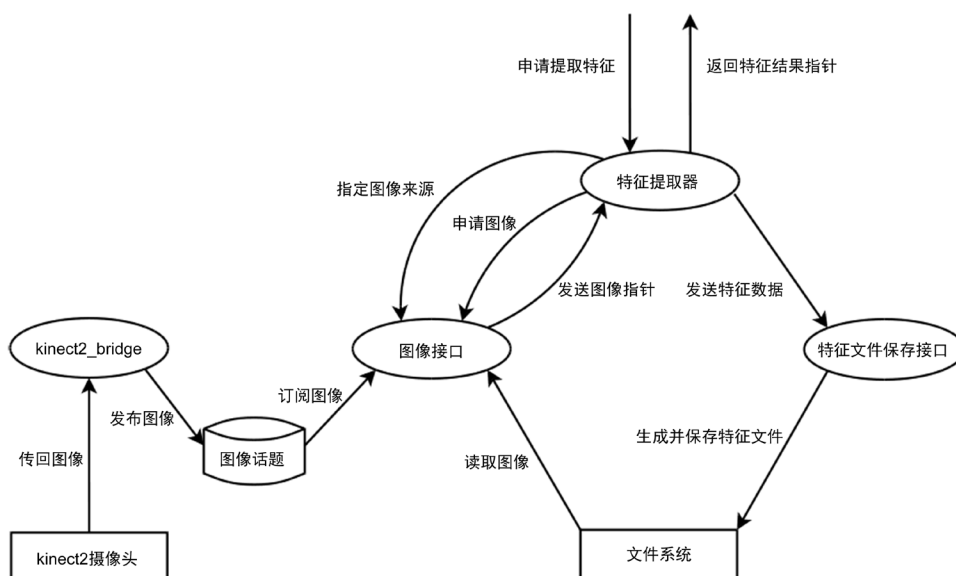 申请提取特征
返回特征结果指针
指定图像来源
特征提取器
申请图像
发送图像指针
发送特征数据
kinect2_bridge
图像接口
特征文件保存接口
订阅图像
发布图像
生成并保存特征文件
传回图像
图像话题
读取图像
kinect2摄像头
文件系统